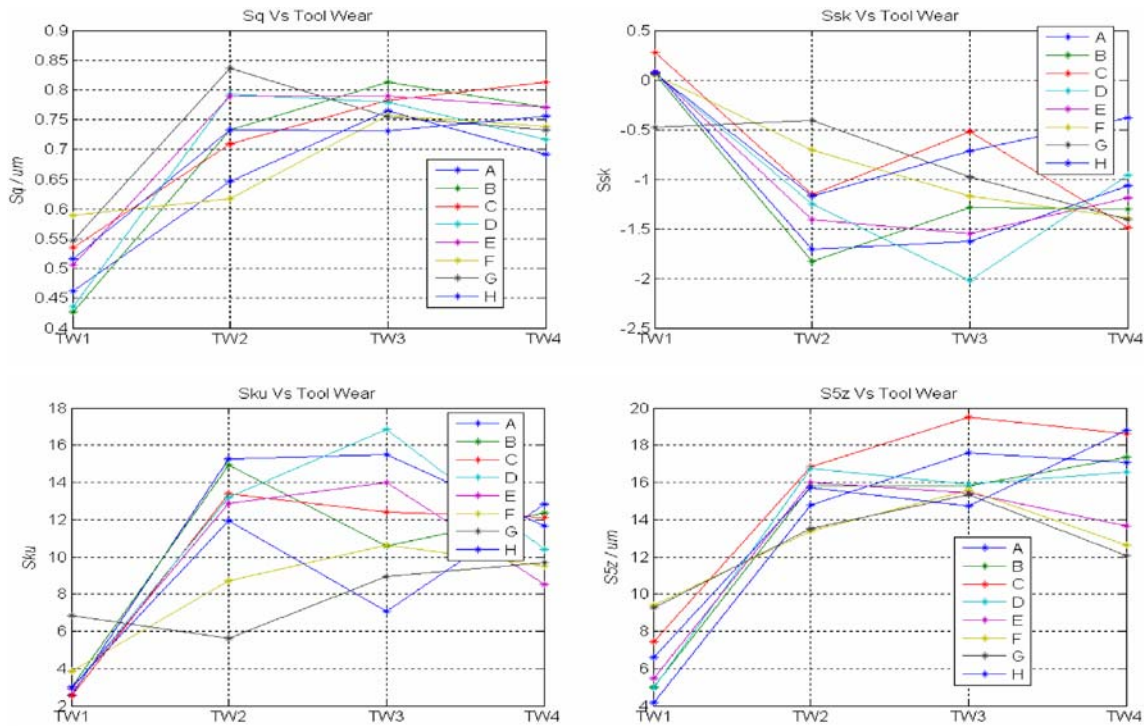 Sq Vs Tool Wear
0.9
0.85
0.8
0.75
0.7
0.65
0.6
0.55
0.5
0.45
0.4
Sq / um
TW1 TW2 TW3 TW4
A
B
C
D
E
F
G
H
Ssk Vs Tool Wear
0.5
0
-0.5
-1
-1.5
-2
-2.5
Ssk
TW1 TW2 TW3 TW4
A
B
C
D
E
F
G
H
Sku Vs Tool Wear
18
16
14
12
10
8
6
4
2
Sku
TW1 TW2 TW3 TW4
A
B
C
D
E
F
G
H
S5z Vs Tool Wear
20
18
16
14
12
10
8
6
4
S5z / um
TW1 TW2 TW3 TW4
A
B
C
D
E
F
G
H